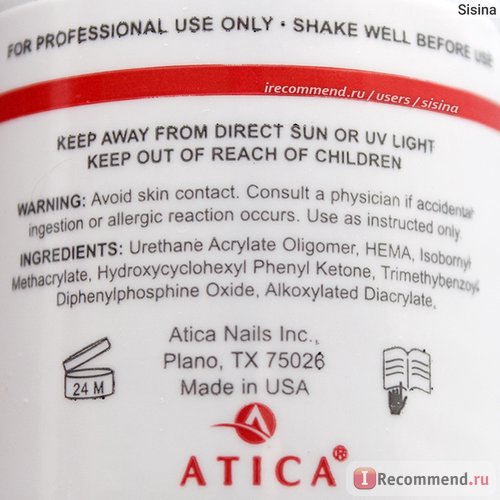 Sisina
FOR PROFESSIONAL USE ONLY • SHAKE WELL BEFORE USE
irecommend.ru / users / sisina
KEEP AWAY FROM DIRECT SUN OR UV LIGHT
KEEP OUT OF REACH OF CHILDREN
WARNING: Avoid skin contact. Consult a physician if accidental
ingestion or allergic reaction occurs. Use as instructed only
INGREDIENTS: Urethane Acrylate Oligomer, HEMA, Isobornyl
Methacrylate, Hydroxycyclohexyl Phenyl Ketone, Trimethybenzoyl
Diphenylphosphine Oxide, Alkoxylated Diacrylate,
Atica Nails Inc.,
Plano, TX 75026
Made in USA
24 M
ATICA®
IRecommend.ru